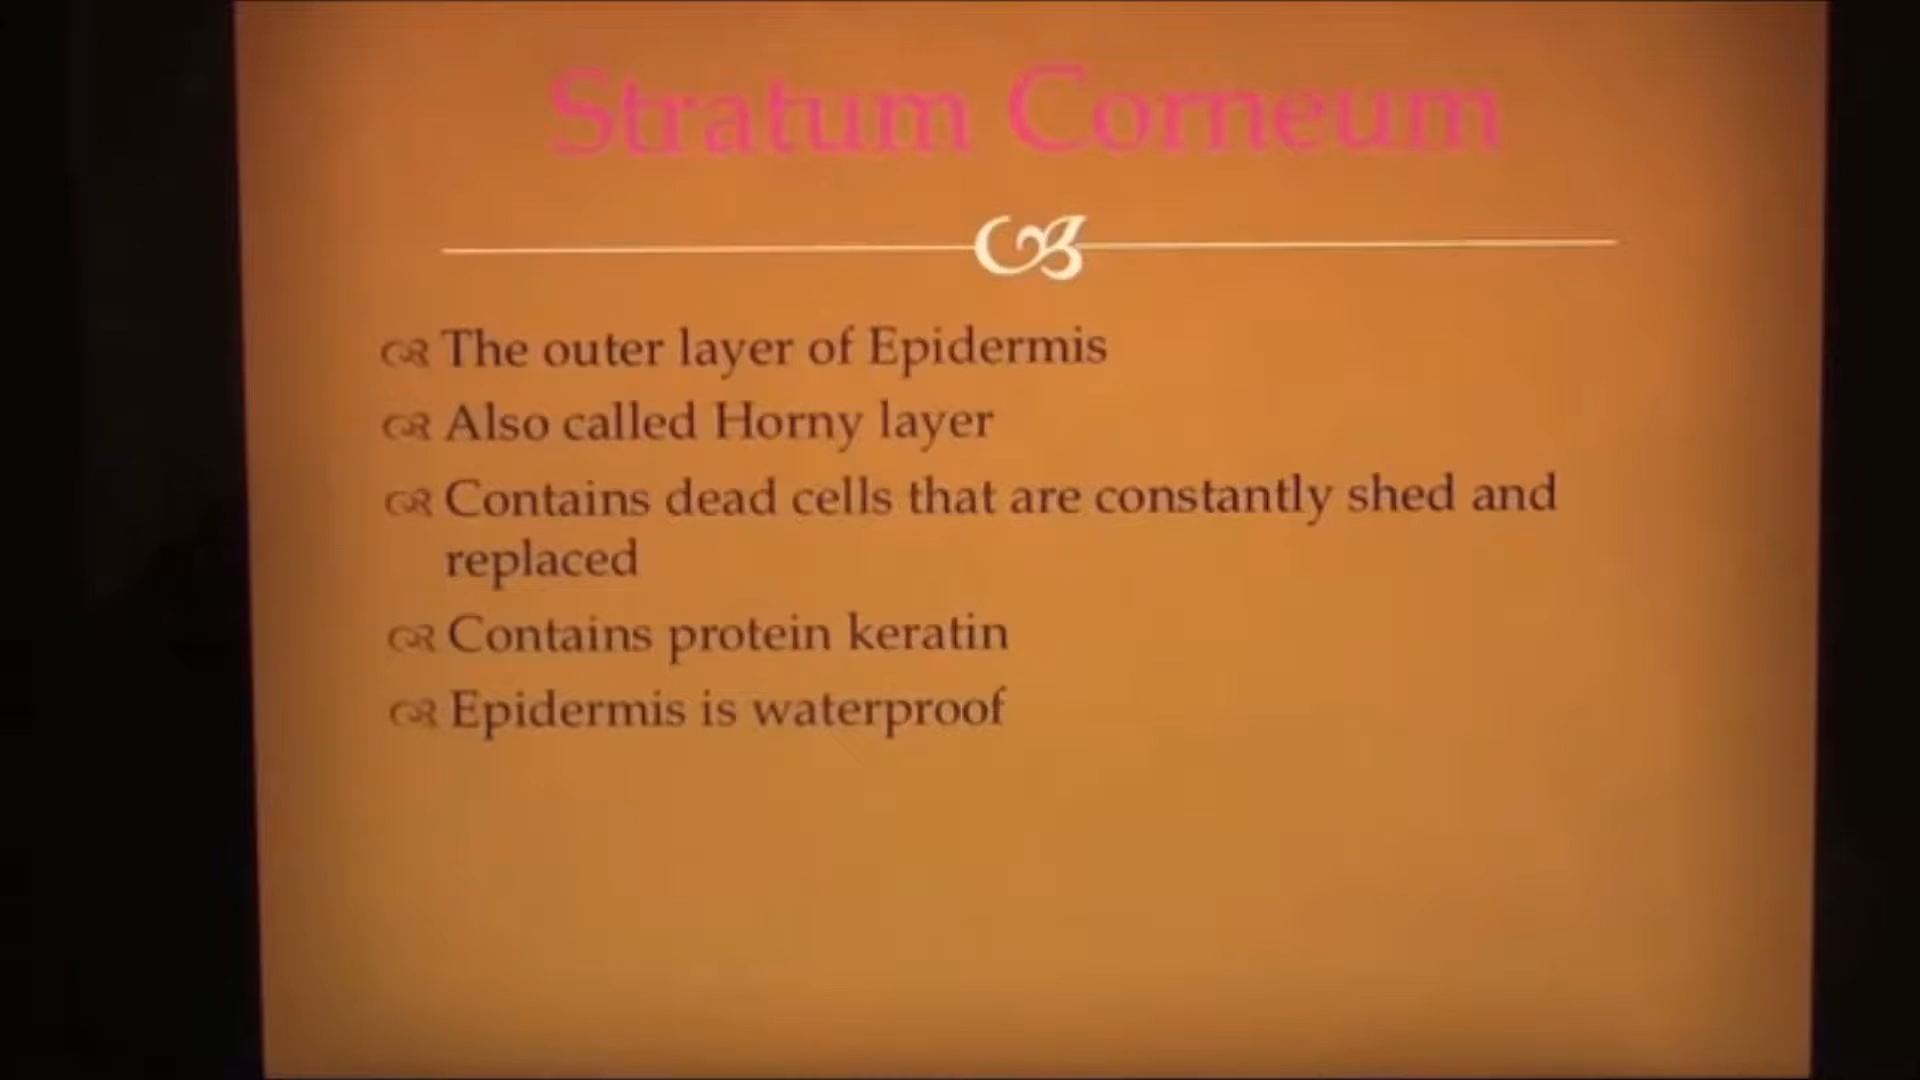 Stratum Corneum
The outer layer of Epidermis
Also called Horny layer
Contains dead cells that are constantly shed and
replaced
Contains protein keratin
Epidermis is waterproof